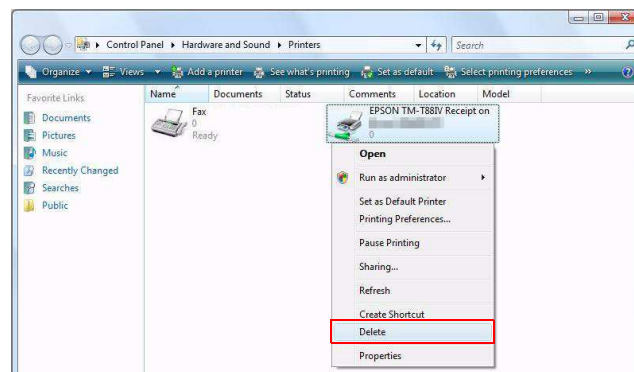 Control Panel Hardware and Sound Printers Search
Organize Views Add a printer See what's printing Set as default Select printing preferences »
Favorite Links
Name Documents Status Comments Location Model
Documents
Pictures
Music
Recently Changed
Searches
Public
Fax
0
Ready
EPSON TM-T88IV Receipt on
0
Open
Run as administrator
Set as Default Printer
Printing Preferences...
Pause Printing
Sharing...
Refresh
Create Shortcut
Delete
Properties